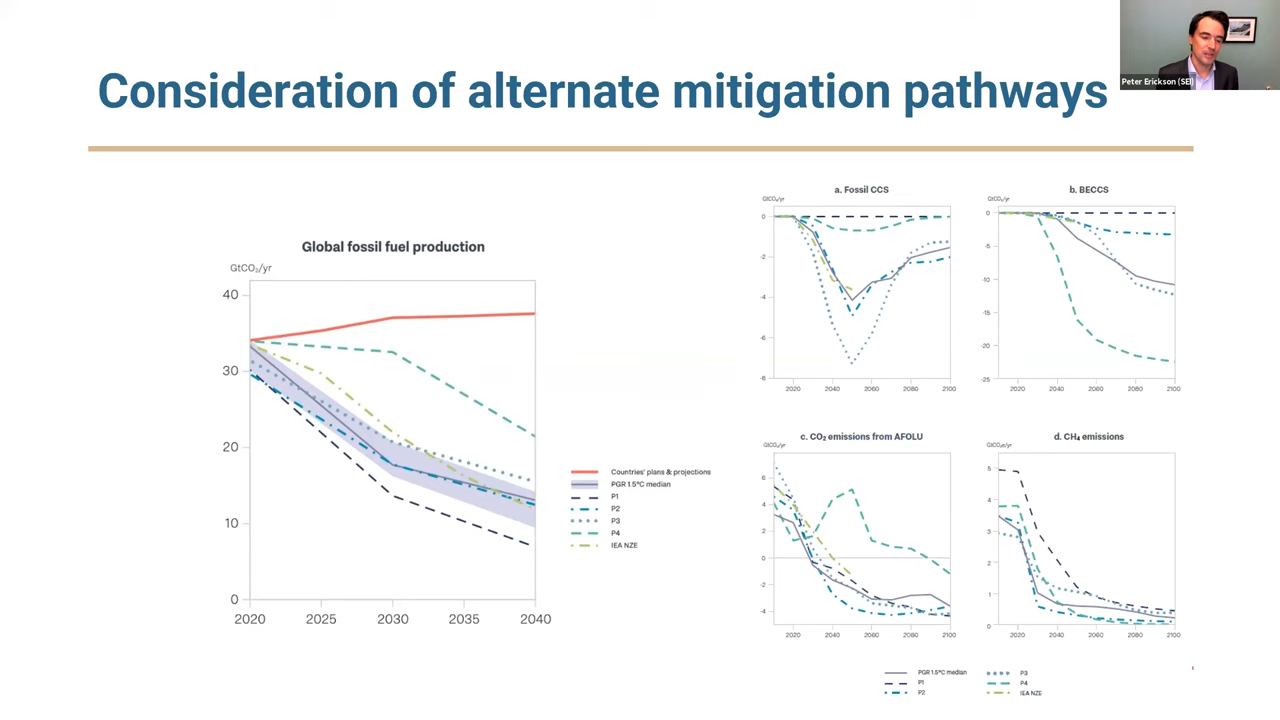 Peter Erickson (SEI)
Consideration of alternate mitigation pathways
Global fossil fuel production
GtCO₂/yr
40
30
20
10
0
2020 2025 2030 2035 2040
Countries' plans & projections
PGR 1.5°C median
P1
P2
P3
P4
IEA NZE
a. Fossil CCS
GtCO₂/yr
0
-2
-4
-6
-8
2020 2040 2060 2080 2100
b. BECCS
GtCO₂/yr
0
-5
-10
-15
-20
-25
2020 2040 2060 2080 2100
c. CO₂ emissions from AFOLU
GtCO₂/yr
6
4
2
0
-2
-4
2020 2040 2060 2080 2100
d. CH₄ emissions
5
4
3
2
1
0
2020 2040 2060 2080 2100
PGR 1.5°C median
P1
P2
P3
P4
IEA NZE